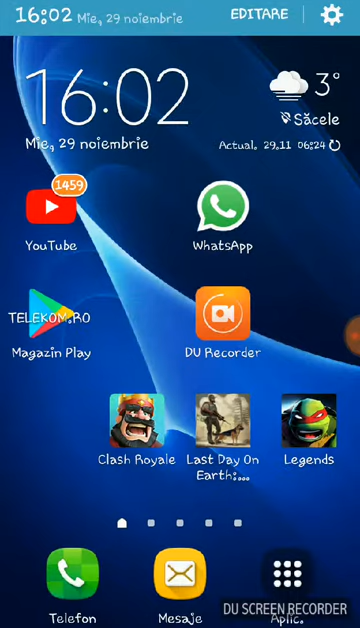 16:02 Mie, 29 noiembrie EDITARE
16:02
3°
Săcele
Mie, 29 noiembrie
Actual. 29.11 06:24
1459
YouTube
WhatsApp
TELEKOM.RO
Magazin Play
DU Recorder
Clash Royale
Last Day On Earth:...
Legends
Telefon
Mesaje
Aplic.
DU SCREEN RECORDER